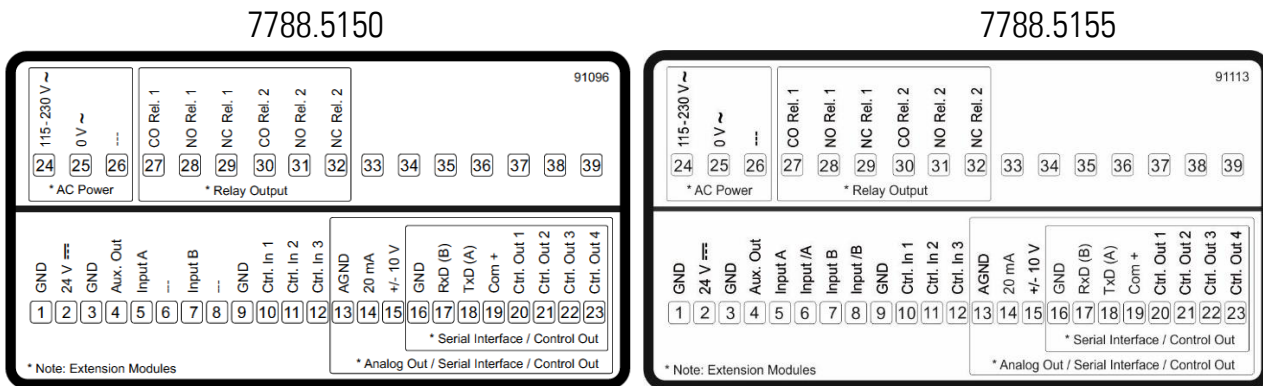 7788.5150
91096
115-230 V ~
0 V ~
---
CO Rel. 1
NO Rel. 1
NC Rel. 1
CO Rel. 2
NO Rel. 2
NC Rel. 2
24 25 26 27 28 29 30 31 32 33 34 35 36 37 38 39
* AC Power
* Relay Output
GND
24 V
GND
Aux. Out
Input A
---
Input B
---
GND
Ctrl. In 1
Ctrl. In 2
Ctrl. In 3
AGND
20 mA
+/- 10 V
GND
RxD (B)
TxD (A)
Com +
Ctrl. Out 1
Ctrl. Out 2
Ctrl. Out 3
Ctrl. Out 4
1 2 3 4 5 6 7 8 9 10 11 12 13 14 15 16 17 18 19 20 21 22 23
* Serial Interface / Control Out
* Analog Out / Serial Interface / Control Out
* Note: Extension Modules
7788.5155
91113
115-230 V ~
0 V ~
---
CO Rel. 1
NO Rel. 1
NC Rel. 1
CO Rel. 2
NO Rel. 2
NC Rel. 2
24 25 26 27 28 29 30 31 32 33 34 35 36 37 38 39
* AC Power
* Relay Output
GND
24 V
GND
Aux. Out
Input A
Input /A
Input B
Input /B
GND
Ctrl. In 1
Ctrl. In 2
Ctrl. In 3
AGND
20 mA
+/- 10 V
GND
RxD (B)
TxD (A)
Com +
Ctrl. Out 1
Ctrl. Out 2
Ctrl. Out 3
Ctrl. Out 4
1 2 3 4 5 6 7 8 9 10 11 12 13 14 15 16 17 18 19 20 21 22 23
* Serial Interface / Control Out
* Analog Out / Serial Interface / Control Out
* Note: Extension Modules